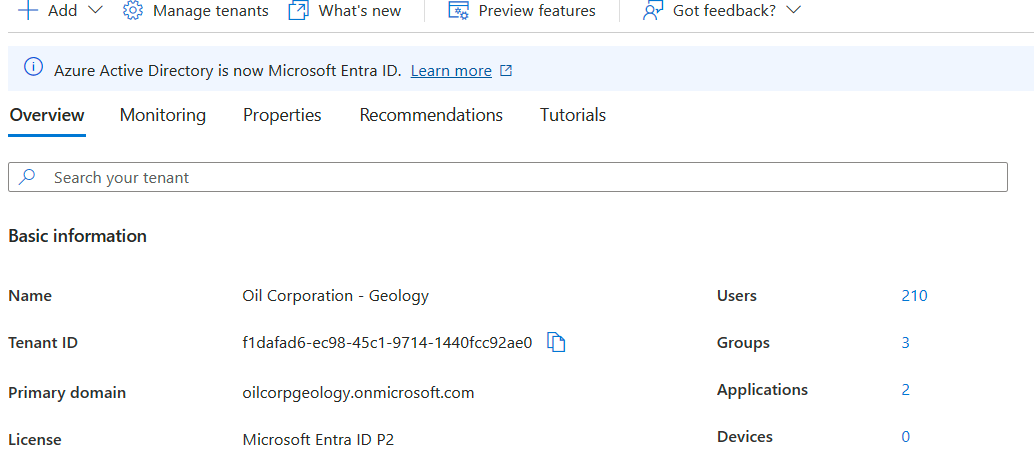 Add Manage tenants What's new Preview features Got feedback?
Azure Active Directory is now Microsoft Entra ID. Learn more
Overview Monitoring Properties Recommendations Tutorials
Search your tenant
Basic information
Name Oil Corporation - Geology Users 210
Tenant ID f1dafad6-ec98-45c1-9714-1440fcc92ae0 Groups 3
Primary domain oilcorpgeology.onmicrosoft.com Applications 2
License Microsoft Entra ID P2 Devices 0